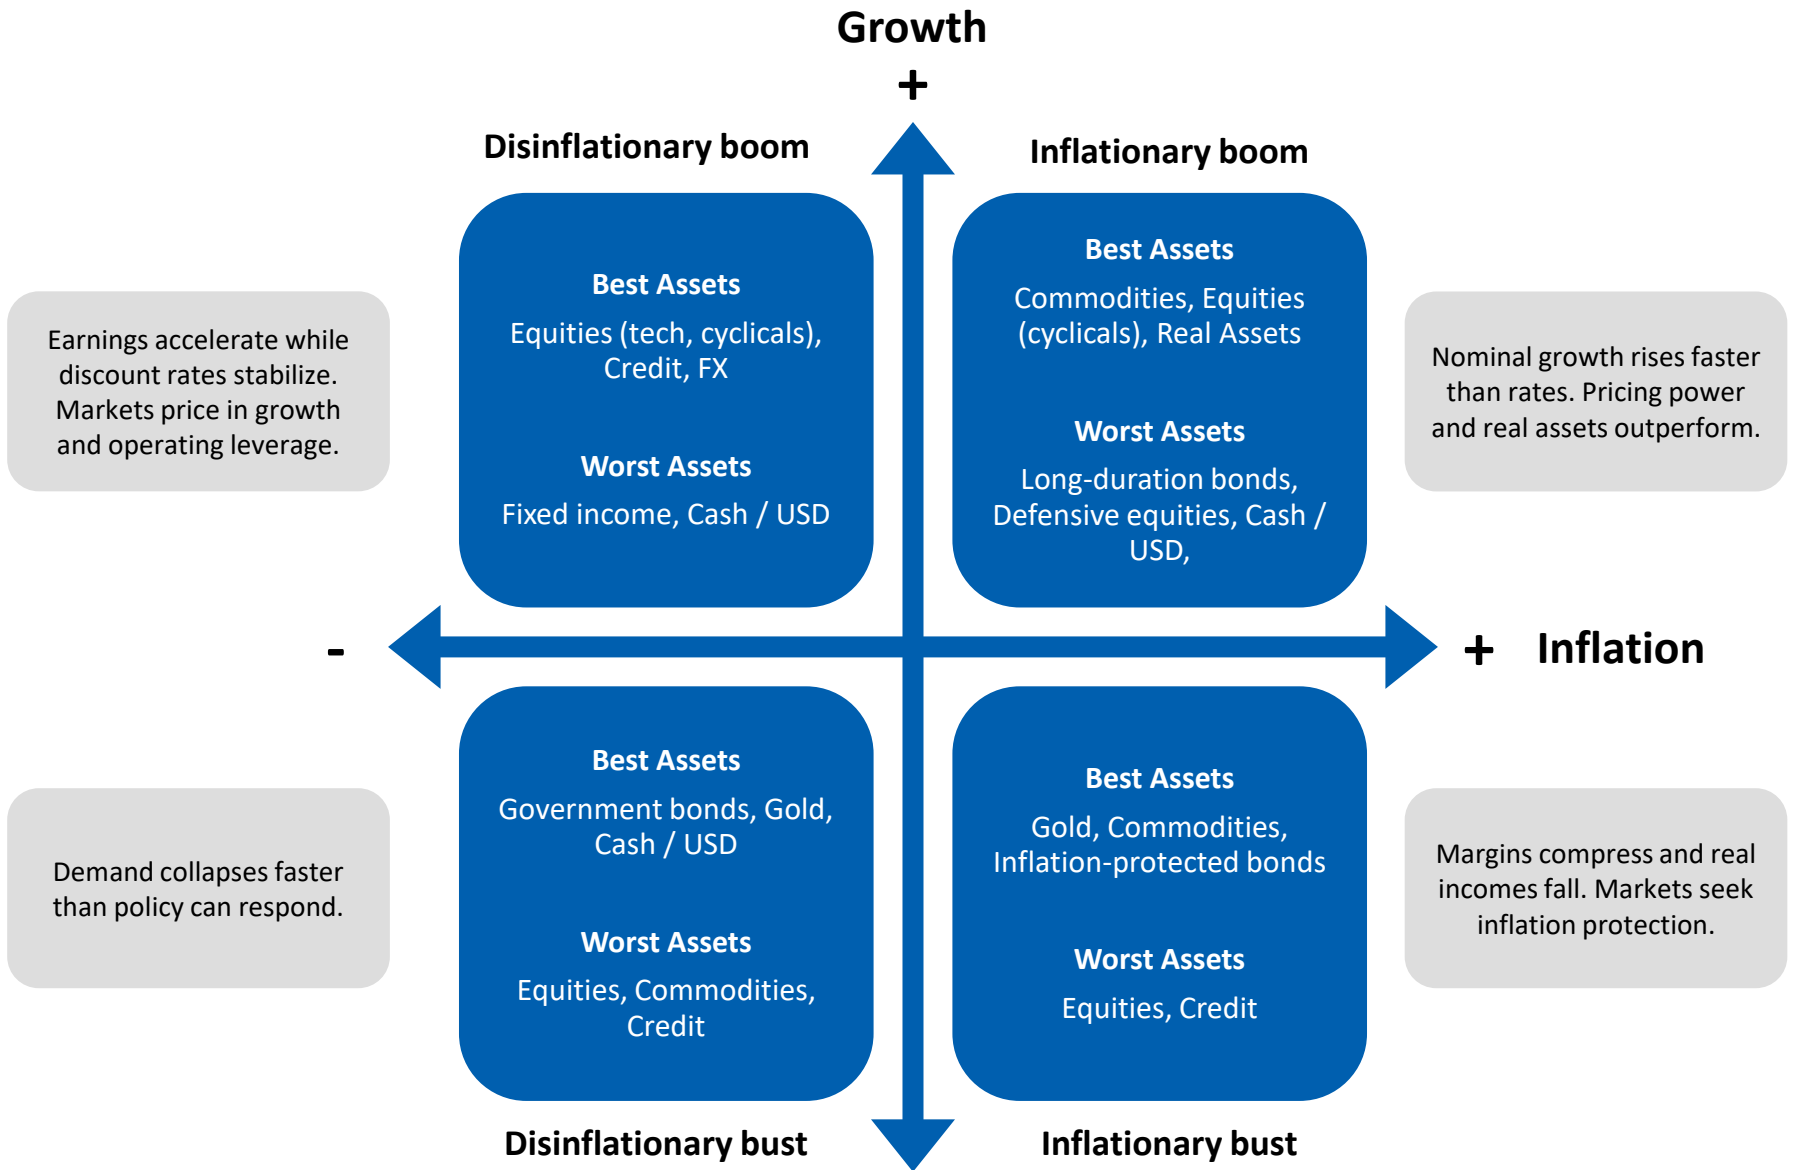 Growth
+
Disinflationary boom
Inflationary boom
Best Assets
Equities (tech, cyclicals),
Credit, FX
Worst Assets
Fixed income, Cash / USD
Best Assets
Commodities, Equities
(cyclicals), Real Assets
Worst Assets
Long-duration bonds,
Defensive equities, Cash /
USD,
Earnings accelerate while
discount rates stabilize.
Markets price in growth
and operating leverage.
Nominal growth rises faster
than rates. Pricing power
and real assets outperform.
-
+ Inflation
Best Assets
Government bonds, Gold,
Cash / USD
Worst Assets
Equities, Commodities,
Credit
Best Assets
Gold, Commodities,
Inflation-protected bonds
Worst Assets
Equities, Credit
Demand collapses faster
than policy can respond.
Margins compress and real
incomes fall. Markets seek
inflation protection.
Disinflationary bust
Inflationary bust